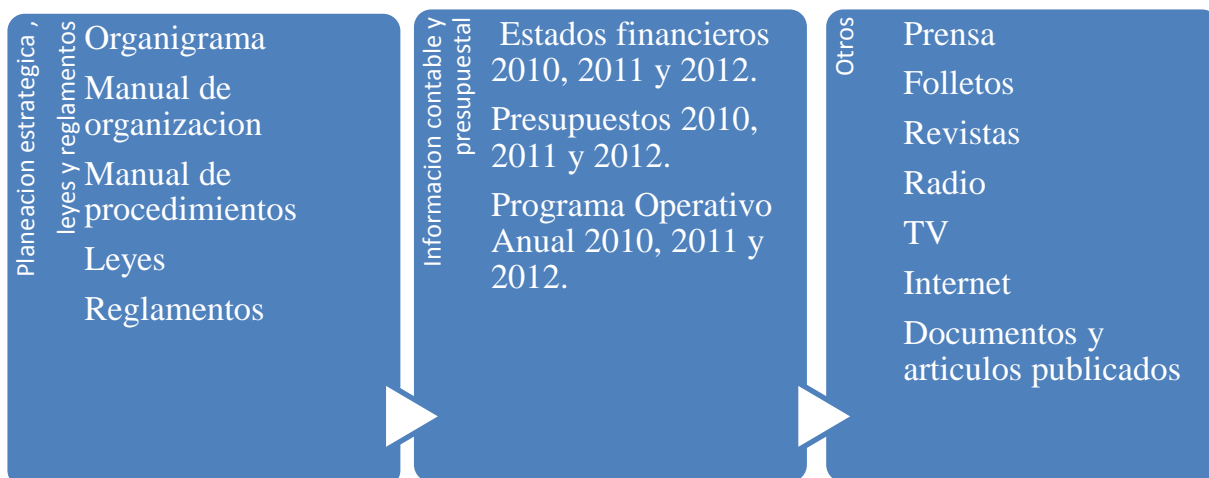 Planeacion estrategica ,
leyes y reglamentos
Organigrama
Manual de
organizacion
Manual de
procedimientos
Leyes
Reglamentos
Informacion contable y
presupuestal
Estados financieros
2010, 2011 y 2012.
Presupuestos 2010,
2011 y 2012.
Programa Operativo
Anual 2010, 2011 y
2012.
Otros
Prensa
Folletos
Revistas
Radio
TV
Internet
Documentos y
articulos publicados